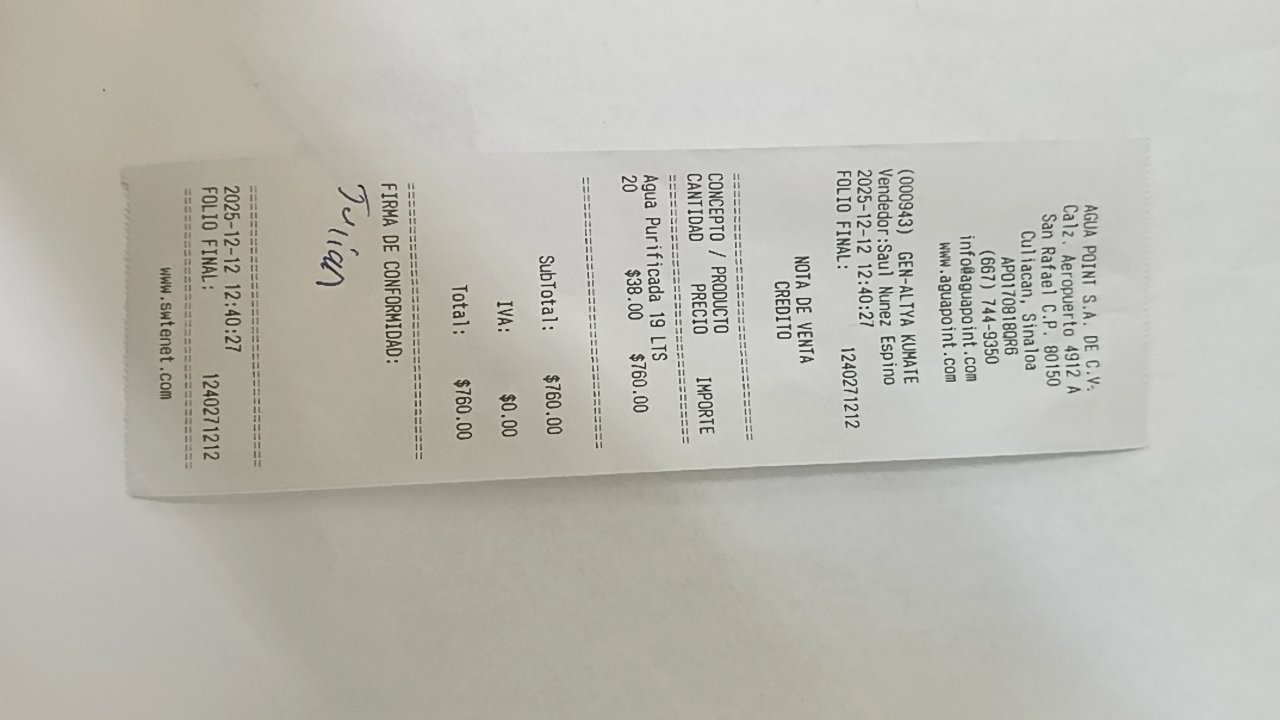 AGUA POINT S.A. DE C.V.
Calz. Aeropuerto 4912 A
San Rafael C.P. 80150
Culiacan, Sinaloa
APO170818QR6
(667) 744-9350
info@aguapoint.com
www.aguapoint.com
(000943) GEN-ALTYA KUMATE
Vendedor:Saul Nunez Espino
2025-12-12 12:40:27
FOLIO FINAL: 1240271212
NOTA DE VENTA
CREDITO
================================
CONCEPTO / PRODUCTO
CANTIDAD PRECIO IMPORTE
================================
Agua Purificada 19 LTS
20 $38.00 $760.00
================================
SubTotal: $760.00
IVA: $0.00
Total: $760.00
================================
FIRMA DE CONFORMIDAD:
Julián
================================
2025-12-12 12:40:27
FOLIO FINAL: 1240271212
================================
www.swtenet.com